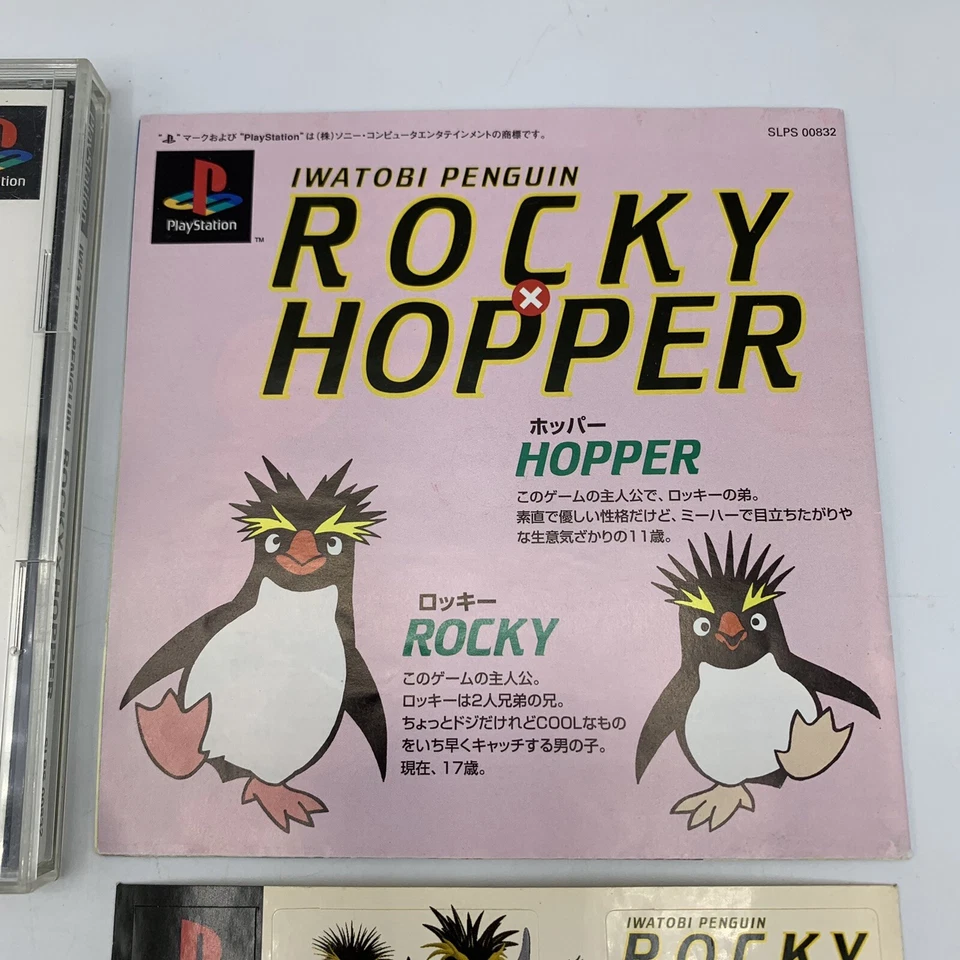 "PS" マークおよび "PlayStation" は(株)ソニー・コンピュータエンタテインメントの商標です。
SLPS 00832
PlayStation
TM
IWATOBI PENGUIN
ROCKY
×
HOPPER
ホッパー
HOPPER
このゲームの主人公で、ロッキーの弟。
素直で優しい性格だけど、ミーハーで目立ちたがりや
な生意気ざかりの11歳。
ロッキー
ROCKY
このゲームの主人公。
ロッキーは2人兄弟の兄。
ちょっとドジだけれどCOOLなもの
をいち早くキャッチする男の子。
現在、17歳。
tion
IWATOBI PENGUIN ROCKY×HOPPER
IWATOBI PENGUIN
ROCKY